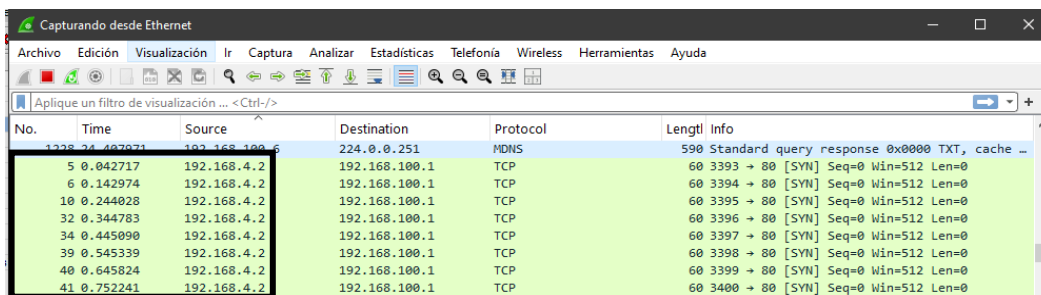 Capturando desde Ethernet
Archivo Edición Visualización Ir Captura Analizar Estadísticas Telefonía Wireless Herramientas Ayuda
Aplique un filtro de visualización ... <Ctrl-/>
No. Time Source Destination Protocol Lengtl Info
1228 24.407971 192.168.100.6 224.0.0.251 MDNS 590 Standard query response 0x0000 TXT, cache …
5 0.042717 192.168.4.2 192.168.100.1 TCP 60 3393 → 80 [SYN] Seq=0 Win=512 Len=0
6 0.142974 192.168.4.2 192.168.100.1 TCP 60 3394 → 80 [SYN] Seq=0 Win=512 Len=0
10 0.244028 192.168.4.2 192.168.100.1 TCP 60 3395 → 80 [SYN] Seq=0 Win=512 Len=0
32 0.344783 192.168.4.2 192.168.100.1 TCP 60 3396 → 80 [SYN] Seq=0 Win=512 Len=0
34 0.445090 192.168.4.2 192.168.100.1 TCP 60 3397 → 80 [SYN] Seq=0 Win=512 Len=0
39 0.545339 192.168.4.2 192.168.100.1 TCP 60 3398 → 80 [SYN] Seq=0 Win=512 Len=0
40 0.645824 192.168.4.2 192.168.100.1 TCP 60 3399 → 80 [SYN] Seq=0 Win=512 Len=0
41 0.752241 192.168.4.2 192.168.100.1 TCP 60 3400 → 80 [SYN] Seq=0 Win=512 Len=0